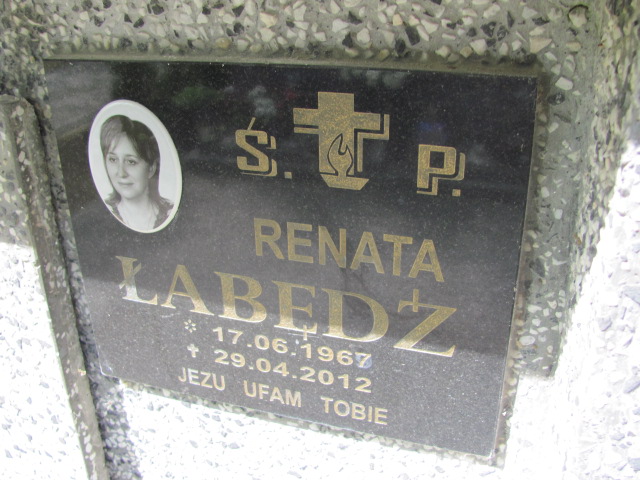 Ś. P.
RENATA
ŁABĘDŹ
* 17.06.1967
✝ 29.04.2012
JEZU UFAM TOBIE